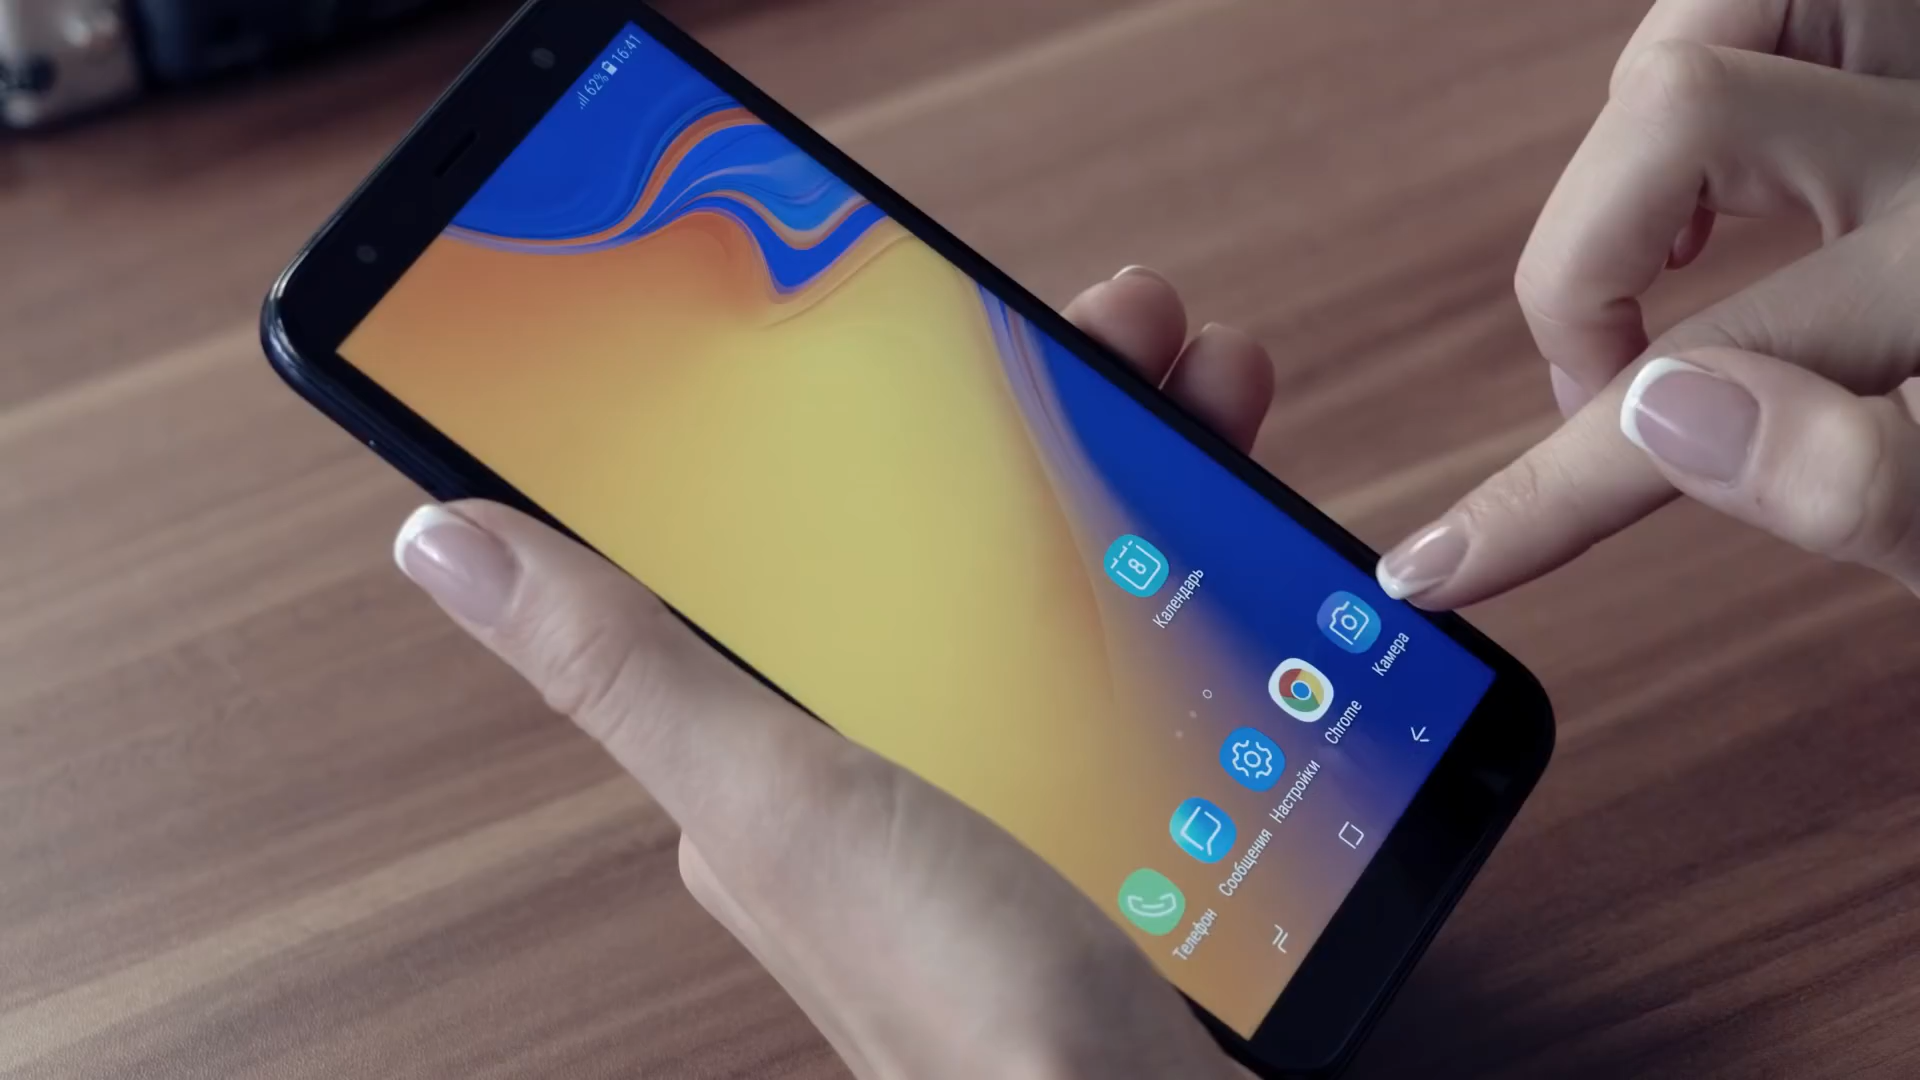 62% 16:41
8
Календарь
Телефон
Сообщения
Настройки
Chrome
Камера